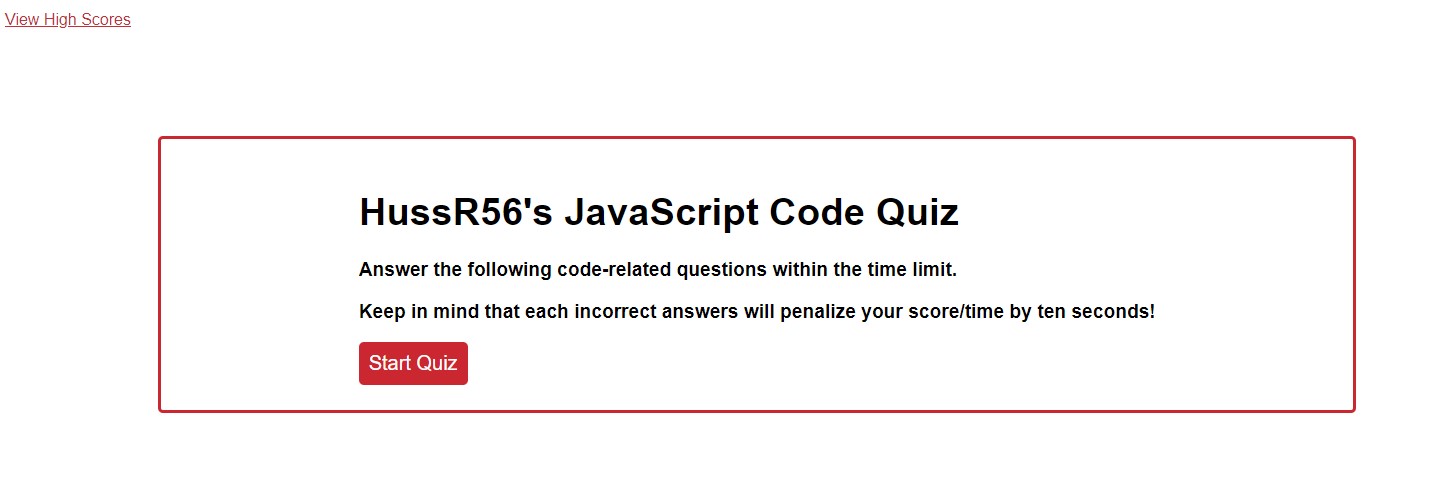 View High Scores
HussR56's JavaScript Code Quiz
Answer the following code-related questions within the time limit.
Keep in mind that each incorrect answers will penalize your score/time by ten seconds!
Start Quiz